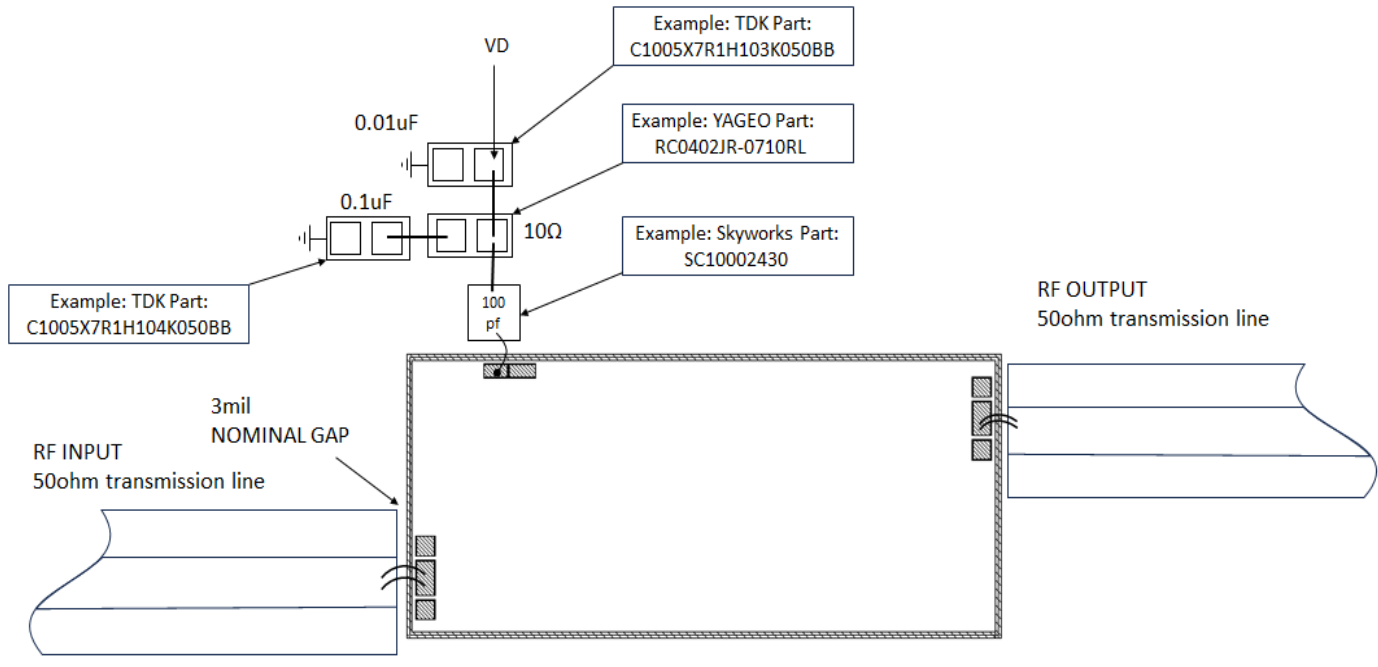 Example: TDK Part:
C1005X7R1H103K050BB
VD
0.01uF
Example: YAGEO Part:
RC0402JR-0710RL
0.1uF
10Ω
Example: Skyworks Part:
SC10002430
Example: TDK Part:
C1005X7R1H104K050BB
100
pf
RF OUTPUT
50ohm transmission line
3mil
NOMINAL GAP
RF INPUT
50ohm transmission line